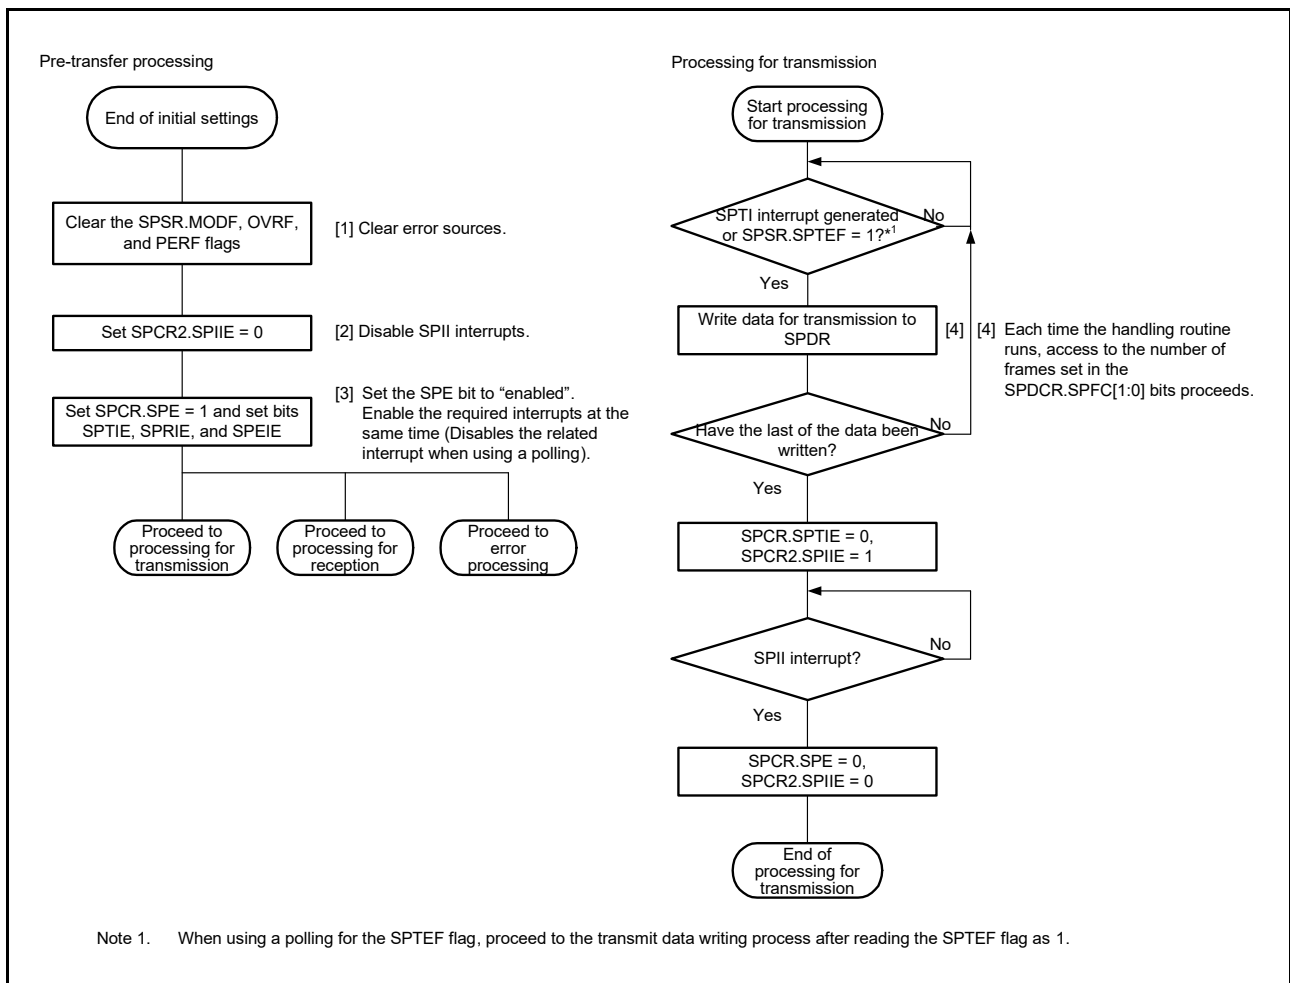 Pre-transfer processing
End of initial settings
Clear the SPSR.MODF, OVRF,
and PERF flags
[1] Clear error sources.
Set SPCR2.SPIIE = 0
[2] Disable SPII interrupts.
Set SPCR.SPE = 1 and set bits
SPTIE, SPRIE, and SPEIE
[3] Set the SPE bit to “enabled”.
Enable the required interrupts at the
same time (Disables the related
interrupt when using a polling).
Proceed to
processing for
transmission
Proceed to
processing for
reception
Proceed to
error
processing
Processing for transmission
Start processing
for transmission
SPTI interrupt generated
or SPSR.SPTEF = 1?*1
No
Yes
Write data for transmission to
SPDR
[4]
[4] Each time the handling routine
runs, access to the number of
frames set in the
SPDCR.SPFC[1:0] bits proceeds.
Have the last of the data been
written?
No
Yes
SPCR.SPTIE = 0,
SPCR2.SPIIE = 1
SPII interrupt?
No
Yes
SPCR.SPE = 0,
SPCR2.SPIIE = 0
End of
processing for
transmission
Note 1. When using a polling for the SPTEF flag, proceed to the transmit data writing process after reading the SPTEF flag as 1.